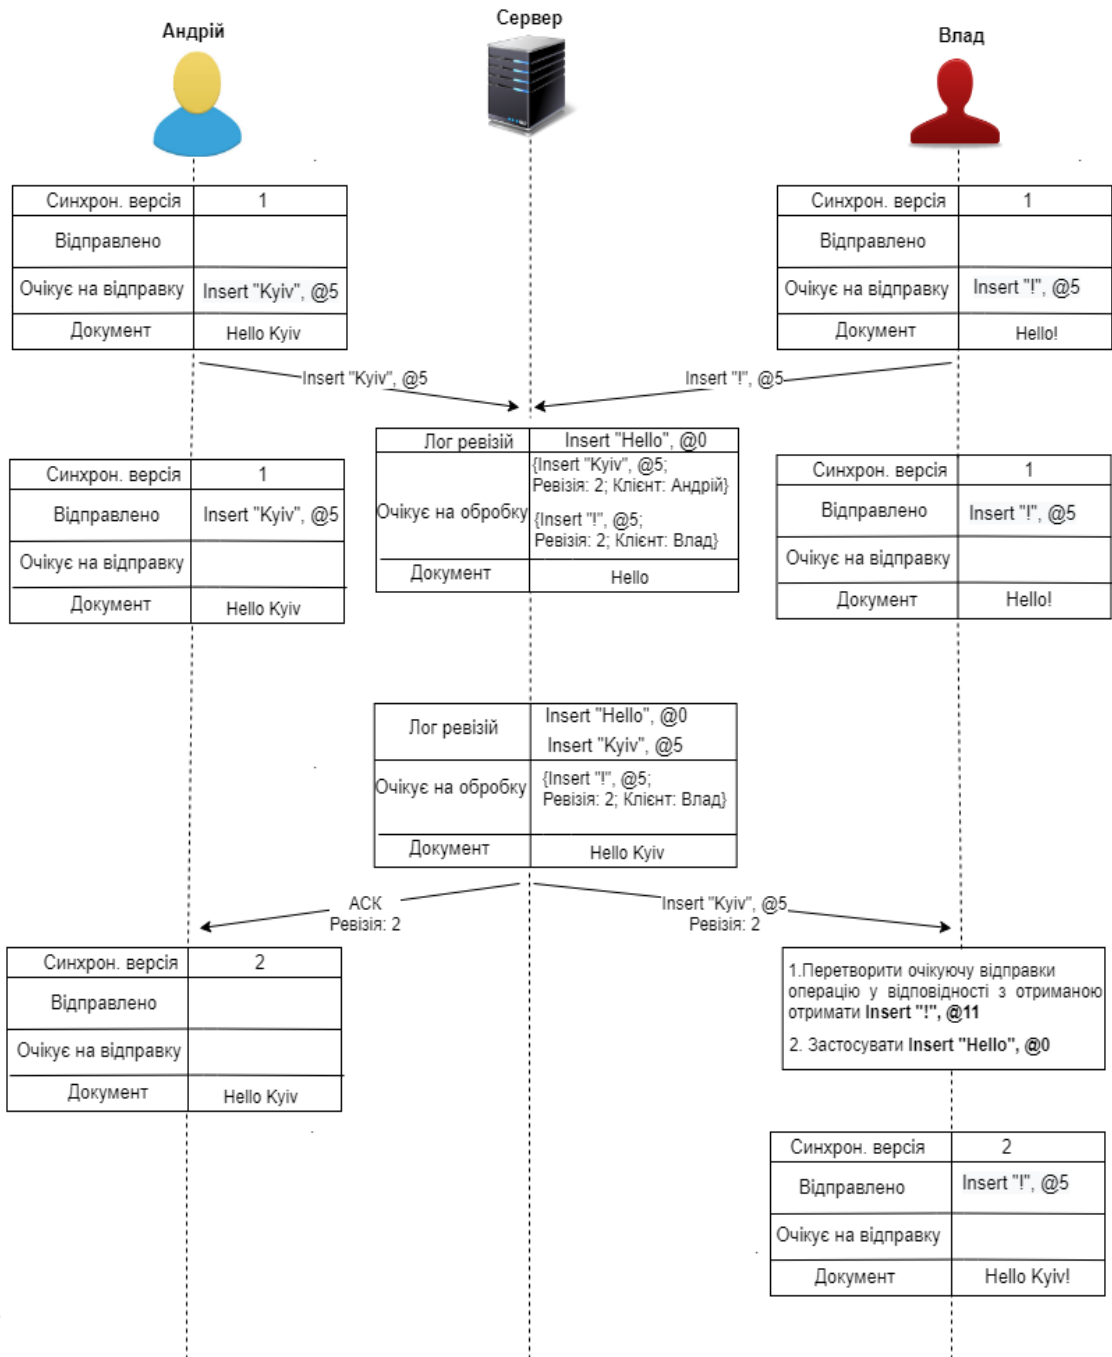 Андрій
Сервер
Влад
Синхрон. версія 1
Відправлено
Очікує на відправку Insert "Kyiv", @5
Документ Hello Kyiv
Синхрон. версія 1
Відправлено
Очікує на відправку Insert "!", @5
Документ Hello!
Insert "Kyiv", @5
Insert "!", @5
Лог ревізій Insert "Hello", @0
Очікує на обробку
{Insert "Kyiv", @5;
Ревізія: 2; Клієнт: Андрій}
{Insert "!", @5;
Ревізія: 2; Клієнт: Влад}
Документ Hello
Синхрон. версія 1
Відправлено Insert "Kyiv", @5
Очікує на відправку
Документ Hello Kyiv
Синхрон. версія 1
Відправлено Insert "!", @5
Очікує на відправку
Документ Hello!
Лог ревізій
Insert "Hello", @0
Insert "Kyiv", @5
Очікує на обробку
{Insert "!", @5;
Ревізія: 2; Клієнт: Влад}
Документ Hello Kyiv
ACK
Ревізія: 2
Insert "Kyiv", @5
Ревізія: 2
Синхрон. версія 2
Відправлено
Очікує на відправку
Документ Hello Kyiv
1.Перетворити очікуючу відправки
операцію у відповідності з отриманою
отримати Insert "!", @11
2. Застосувати Insert "Hello", @0
Синхрон. версія 2
Відправлено Insert "!", @5
Очікує на відправку
Документ Hello Kyiv!